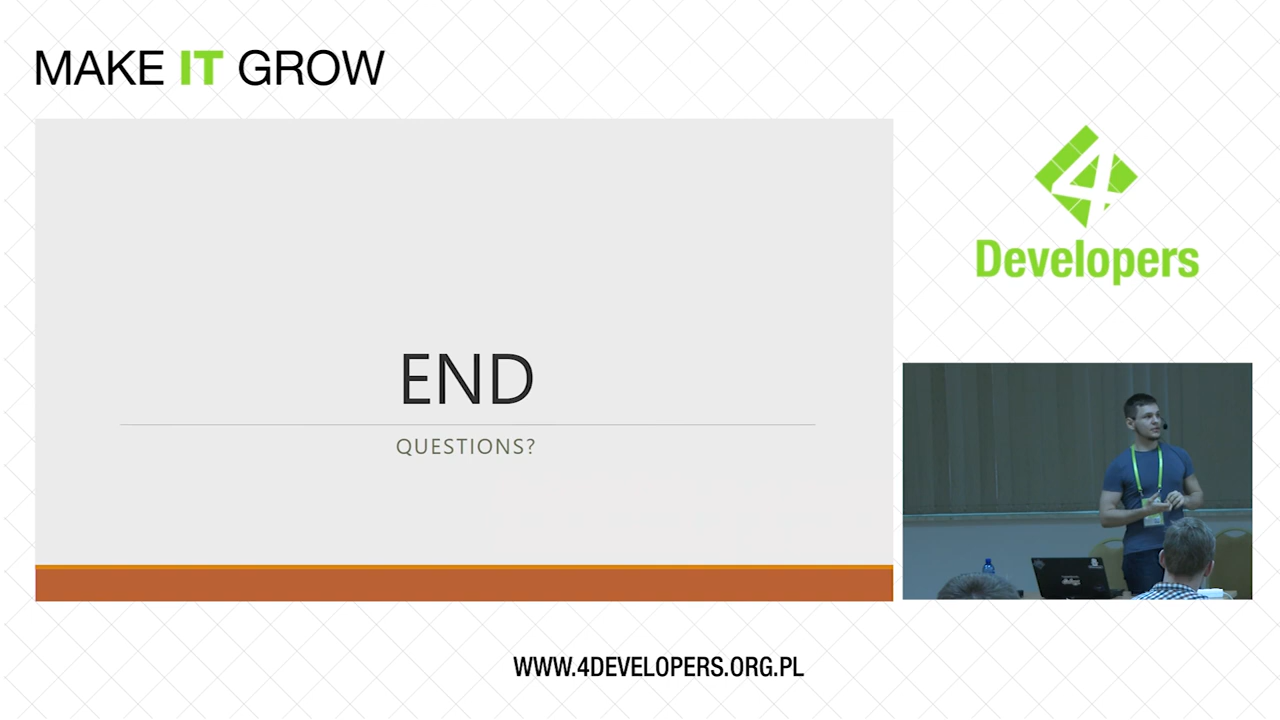 MAKE IT GROW
4
Developers
END
QUESTIONS?
WWW.4DEVELOPERS.ORG.PL